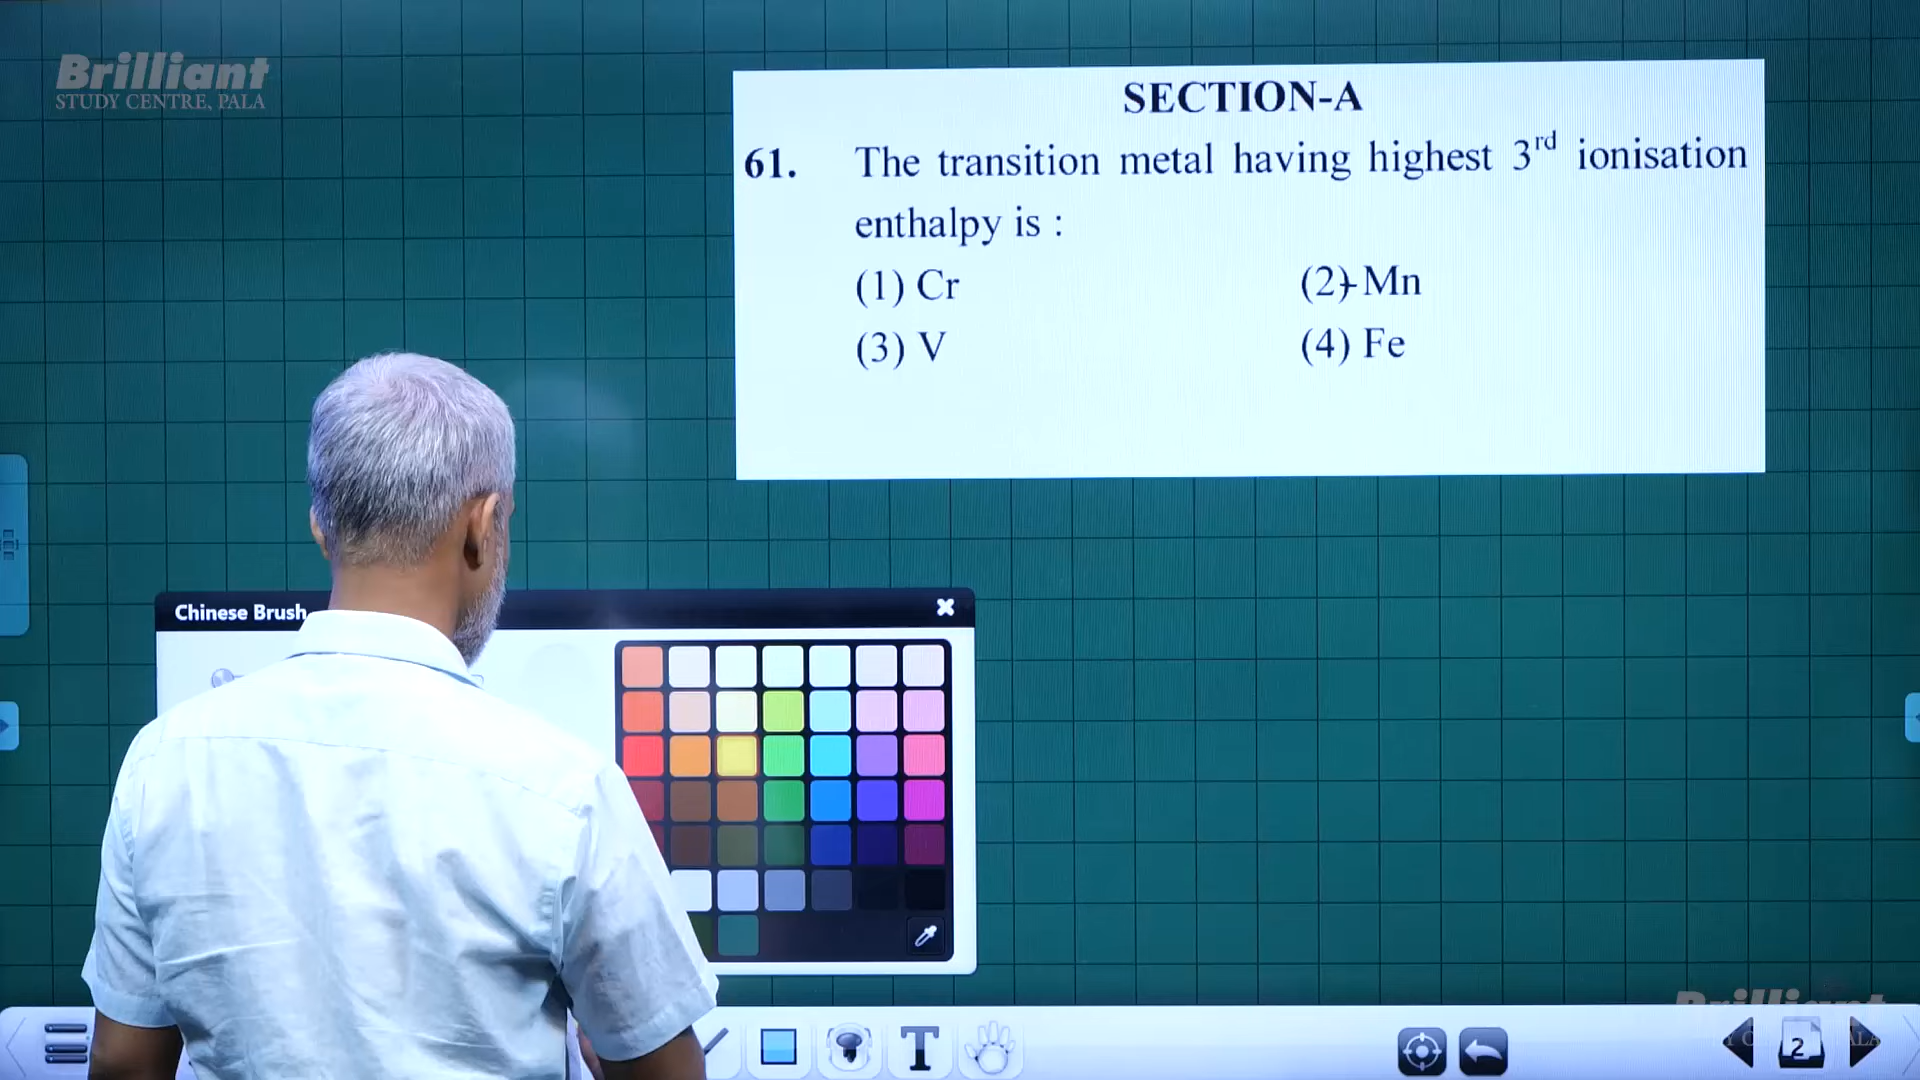 Brilliant
STUDY CENTRE, PALA
SECTION-A
61. The transition metal having highest 3rd ionisation
enthalpy is :
(1) Cr (2) Mn
(3) V (4) Fe
Chinese Brush
T
Brilliant
2